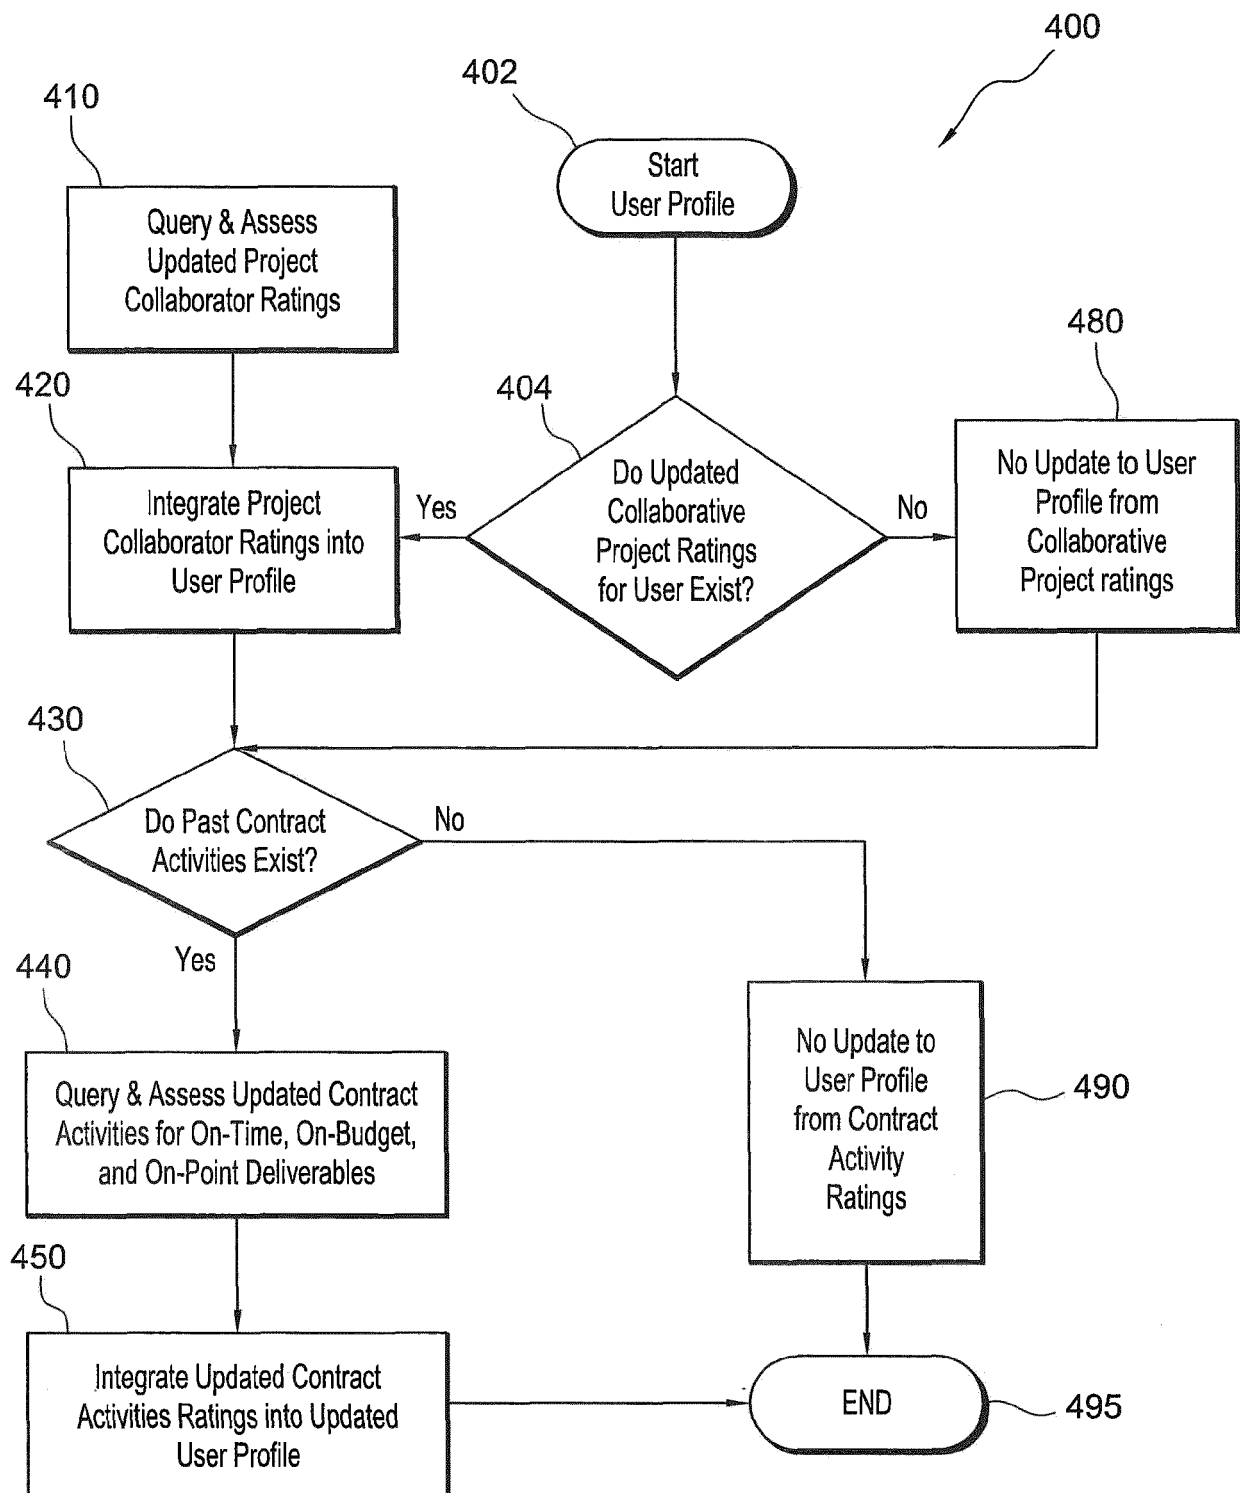 400
402
Start
User Profile
410
Query & Assess
Updated Project
Collaborator Ratings
420
Integrate Project
Collaborator Ratings into
User Profile
Yes
404
Do Updated
Collaborative
Project Ratings
for User Exist?
No
480
No Update to User
Profile from
Collaborative
Project ratings
430
Do Past Contract
Activities Exist?
No
Yes
440
Query & Assess Updated Contract
Activities for On-Time, On-Budget,
and On-Point Deliverables
490
No Update to
User Profile
from Contract
Activity
Ratings
450
Integrate Updated Contract
Activities Ratings into Updated
User Profile
END
495